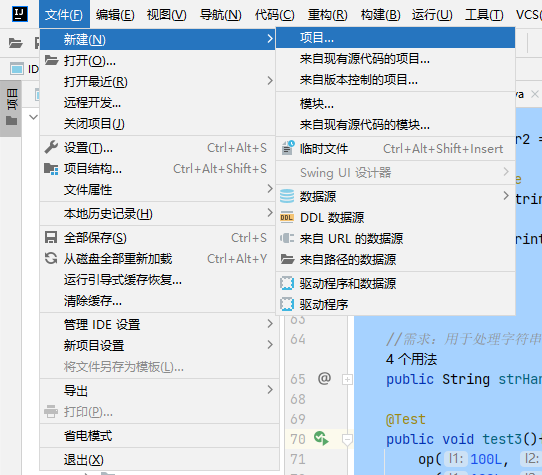 IJ 文件(F) 编辑(E) 视图(V) 导航(N) 代码(C) 重构(R) 构建(B) 运行(U) 工具(T) VCS(
新建(N)
项目...
打开(O)...
来自现有源代码的项目...
打开最近(R)
来自版本控制的项目...
远程开发...
模块...
关闭项目(J)
来自现有源代码的模块...
设置(T)... Ctrl+Alt+S
临时文件 Ctrl+Alt+Shift+Insert
项目结构... Ctrl+Alt+Shift+S
Swing UI 设计器
文件属性
数据源
本地历史记录(H)
DDL 数据源
全部保存(S) Ctrl+S
来自 URL 的数据源
从磁盘全部重新加载 Ctrl+Alt+Y
来自路径的数据源
运行引导式缓存恢复...
驱动程序和数据源
清除缓存...
驱动程序
管理 IDE 设置
新项目设置
将文件另存为模板(L)...
导出
打印(P)...
省电模式
退出(X)
ID
项目
va
r2 =
e
trin
rint
63
64 //需求：用于处理字符串
4 个用法
65 @ public String strHan
68
69 @Test
70 public void test3(){
71 op( l1: 100L, l2: